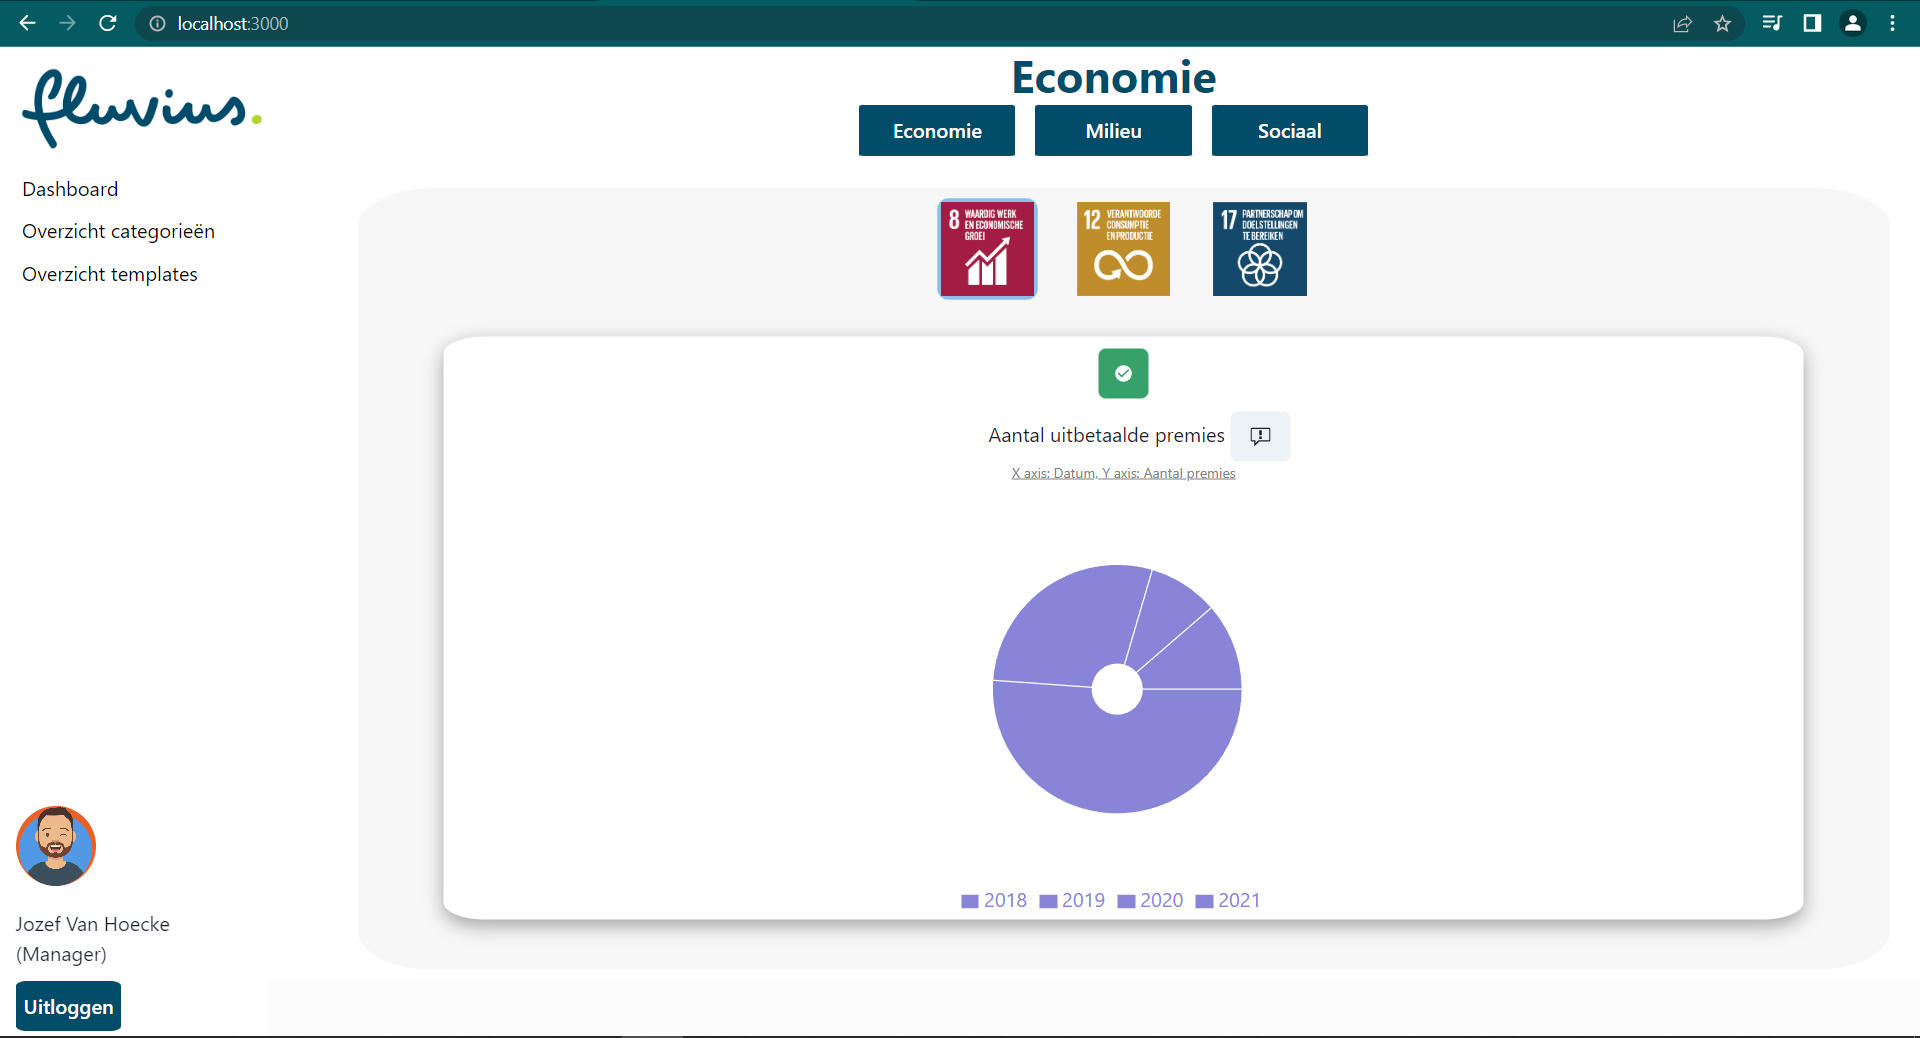 localhost:3000
fluvius.
Dashboard
Overzicht categorieën
Overzicht templates
Economie
Economie
Milieu
Sociaal
8 WAARDIG WERK
EN ECONOMISCHE
GROEI
12 VERANTWOORDE
CONSUMPTIE
EN PRODUCTIE
17 PARTNERSCHAP OM
DOELSTELLINGEN
TE BEREIKEN
Aantal uitbetaalde premies
X axis: Datum, Y axis: Aantal premies
2018 2019 2020 2021
Jozef Van Hoecke
(Manager)
Uitloggen